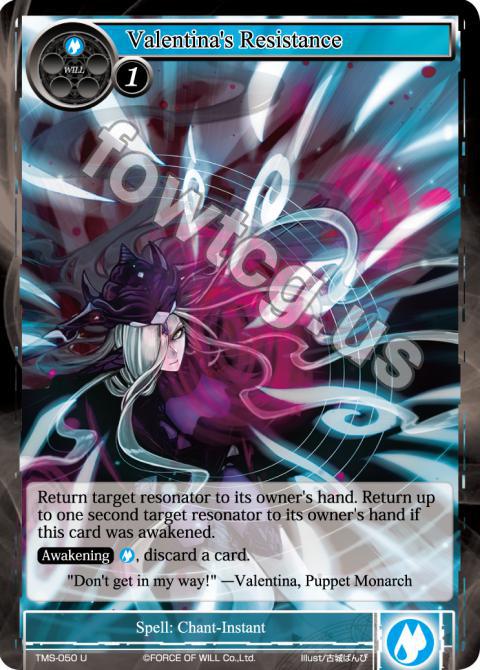 Valentina's Resistance
WILL
1
fowtcg.us
Return target resonator to its owner's hand. Return up
to one second target resonator to its owner's hand if
this card was awakened.
Awakening , discard a card.
"Don't get in my way!" —Valentina, Puppet Monarch
Spell: Chant-Instant
TMS-050 U ©FORCE OF WILL Co.,Ltd. Illust/古城ぱんぴ